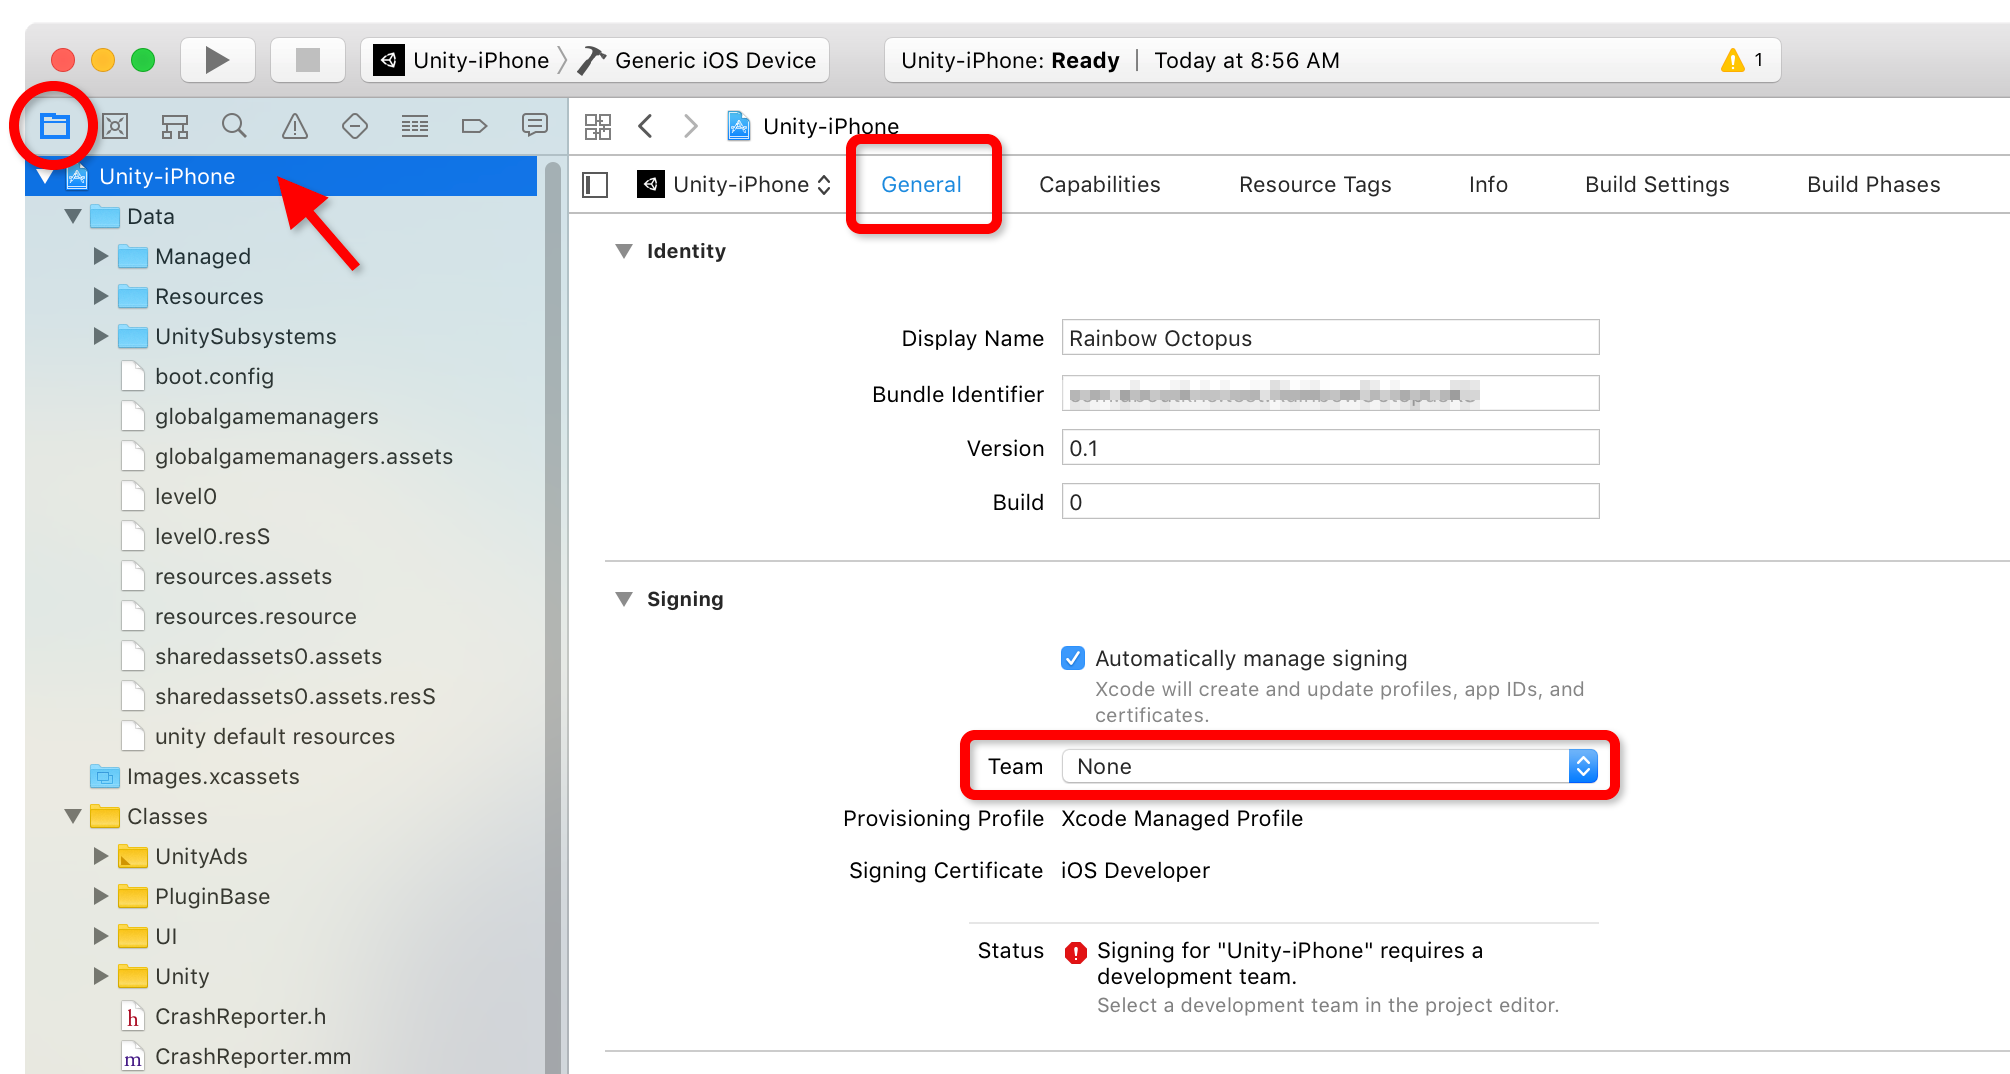 Unity-iPhone Generic iOS Device
Unity-iPhone: Ready Today at 8:56 AM
1
Unity-iPhone
Data
Managed
Resources
UnitySubsystems
boot.config
globalgamemanagers
globalgamemanagers.assets
level0
level0.resS
resources.assets
resources.resource
sharedassets0.assets
sharedassets0.assets.resS
unity default resources
Images.xcassets
Classes
UnityAds
PluginBase
UI
Unity
h CrashReporter.h
m CrashReporter.mm
Unity-iPhone
Unity-iPhone General Capabilities Resource Tags Info Build Settings Build Phases
Identity
Display Name Rainbow Octopus
Bundle Identifier
Version 0.1
Build 0
Signing
Automatically manage signing
Xcode will create and update profiles, app IDs, and
certificates.
Team None
Provisioning Profile Xcode Managed Profile
Signing Certificate iOS Developer
Status Signing for "Unity-iPhone" requires a
development team.
Select a development team in the project editor.